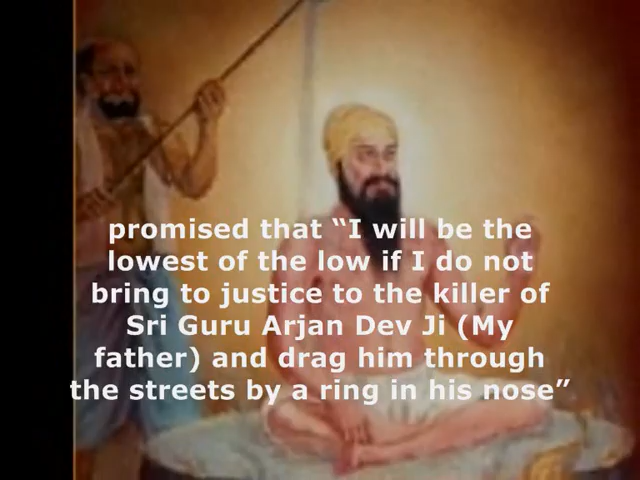 promised that “I will be the
lowest of the low if I do not
bring to justice to the killer of
Sri Guru Arjan Dev Ji (My
father) and drag him through
the streets by a ring in his nose”